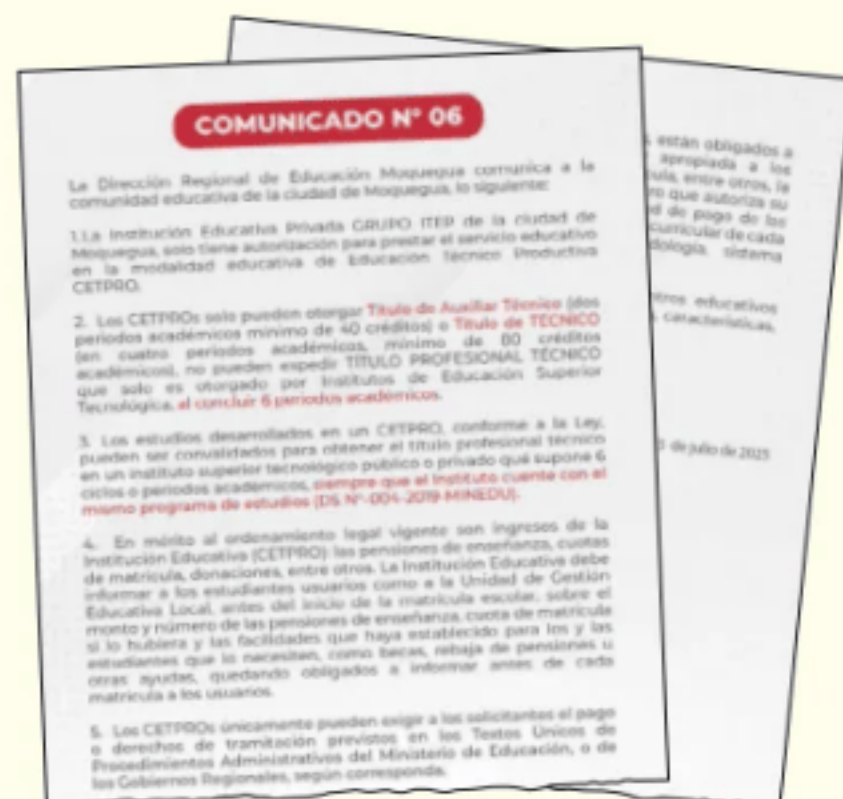 COMUNICADO N° 06
La Dirección Regional de Educación Moquegua comunica a la
comunidad educativa de la ciudad de Moquegua, lo siguiente:
1.La Institución Educativa Privada GRUPO ITEP de la ciudad de
Moquegua, solo tiene autorización para prestar el servicio educativo
en la modalidad educativa de Educación Técnico Productiva
CETPRO.
2. Los CETPROs solo pueden otorgar Título de Auxiliar Técnico (dos
periodos académicos mínimo de 40 créditos) o Título de TÉCNICO
(en cuatro periodos académicos, mínimo de 80 créditos
académicos), no pueden expedir TÍTULO PROFESIONAL TÉCNICO
que solo es otorgado por Institutos de Educación Superior
Tecnológica, al concluir 6 periodos académicos.
3. Los estudios desarrollados en un CETPRO, conforme a la Ley,
pueden ser convalidados para obtener el título profesional técnico
en un instituto superior tecnológico público o privado que supone 6
ciclos o periodos académicos, siempre que el Instituto cuente con el
mismo programa de estudios (DS N°-004-2019-MINEDU).
4. En mérito al ordenamiento legal vigente son ingresos de la
Institución Educativa (CETPRO): las pensiones de enseñanza, cuotas
de matrícula, donaciones, entre otros. La Institución Educativa debe
informar a los estudiantes usuarios como a la Unidad de Gestión
Educativa Local, antes del inicio de la matrícula escolar, sobre el
monto y número de las pensiones de enseñanza, cuota de matrícula
si lo hubiera y las facilidades que haya establecido para los y las
estudiantes que lo necesiten, como becas, rebaja de pensiones u
otras ayudas, quedando obligados a informar antes de cada
matrícula a los usuarios.
5. Los CETPROs únicamente pueden exigir a los solicitantes el pago
o derechos de tramitación previstos en los Textos Únicos de
Procedimientos Administrativos del Ministerio de Educación, o de
los Gobiernos Regionales, según corresponda.
están obligados a
apropiada a los
entre otros, la
que autoriza su
de pago de las
curricular de cada
sistema
educativos
características,
de julio de 2023